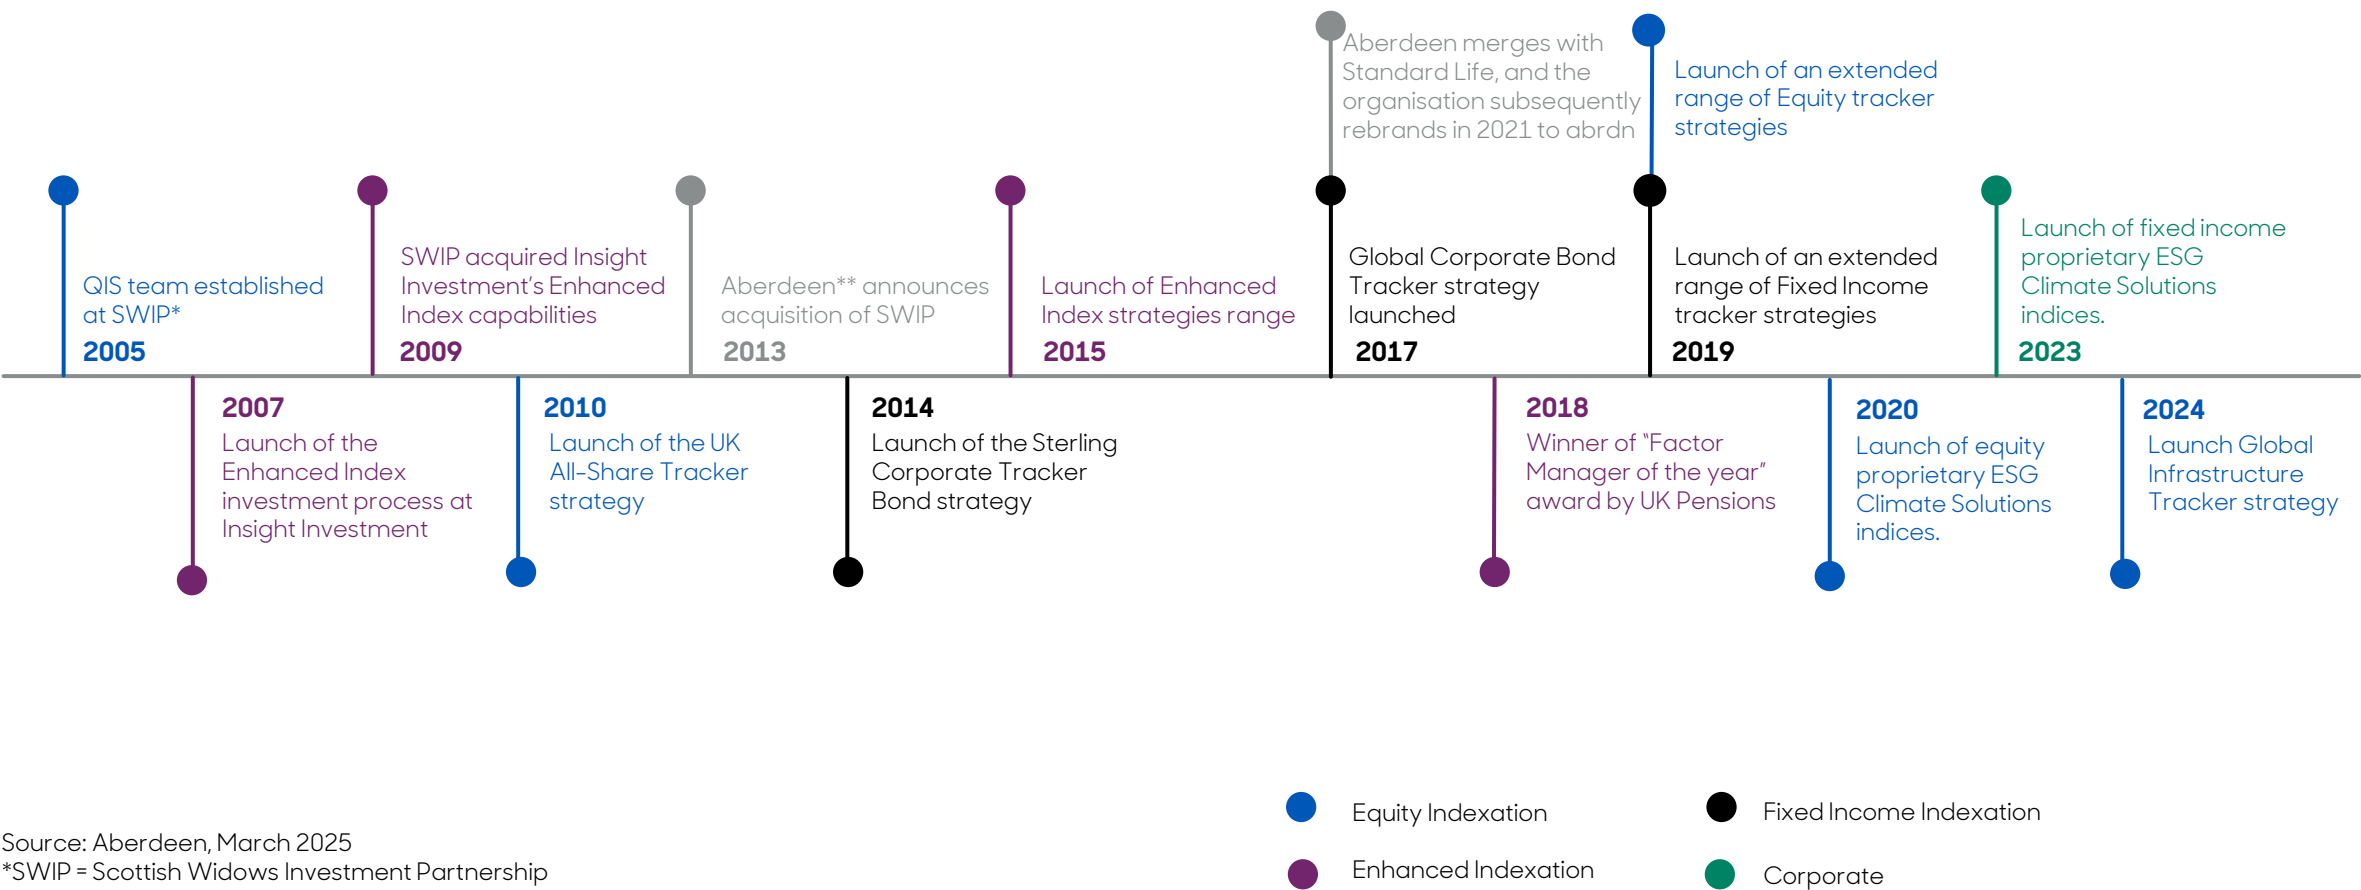 Aberdeen merges with
Standard Life, and the
organisation subsequently
rebrands in 2021 to abrdn
Launch of an extended
range of Equity tracker
strategies
QIS team established
at SWIP*
2005
SWIP acquired Insight
Investment's Enhanced
Index capabilities
2009
Aberdeen** announces
acquisition of SWIP
2013
Launch of Enhanced
Index strategies range
2015
Global Corporate Bond
Tracker strategy
launched
2017
Launch of an extended
range of Fixed Income
tracker strategies
2019
Launch of fixed income
proprietary ESG
Climate Solutions
indices.
2023
2007
Launch of the
Enhanced Index
investment process at
Insight Investment
2010
Launch of the UK
All-Share Tracker
strategy
2014
Launch of the Sterling
Corporate Tracker
Bond strategy
2018
Winner of “Factor
Manager of the year”
award by UK Pensions
2020
Launch of equity
proprietary ESG
Climate Solutions
indices.
2024
Launch Global
Infrastructure
Tracker strategy
Equity Indexation
Fixed Income Indexation
Enhanced Indexation
Corporate
Source: Aberdeen, March 2025
*SWIP = Scottish Widows Investment Partnership